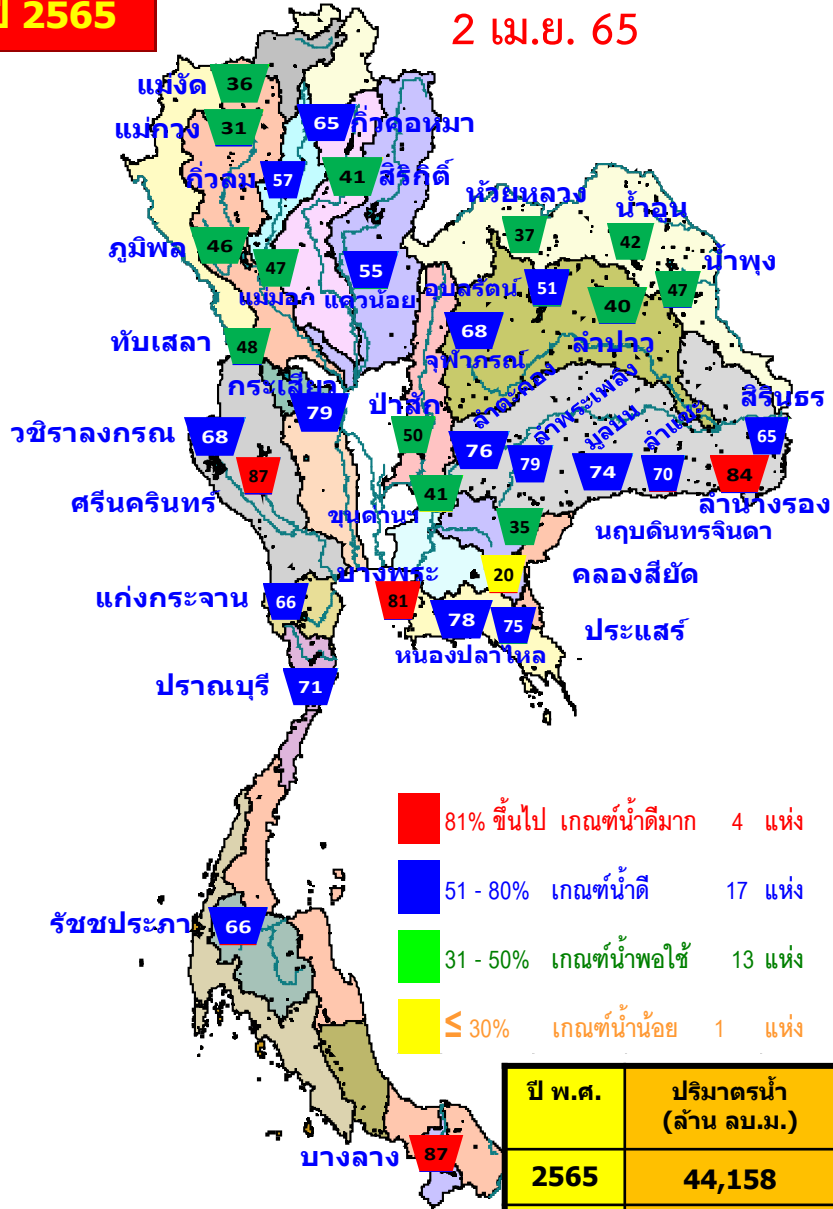 ปี 2565
2 เม.ย. 65
แม่งัด 36
แม่กวง 31
65 กิ่วคอหมา
กิ่วลม 57
41 สิริกิติ์
ภูมิพล 46
47
แม่มอก
55
แควน้อย
ห้วยหลวง
37
น้ำอูน
42
น้ำพุง
47
อุบลรัตน์ 51
40
ลำปาว
68
จุฬาภรณ์
ทับเสลา 48
กระเสียว
79
ป่าสัก
50
ลำตะคอง
76
ลำพระเพลิง
79
มูลบน
74
ลำแชะ
70
สิรินธร
65
84
ลำนางรอง
วชิราลงกรณ 68
ศรีนครินทร์ 87
41
ขุนด่านฯ
35
นฤบดินทรจินดา
บางพระ
81
20 คลองสียัด
แก่งกระจาน 66
78
หนองปลาไหล
75 ประแสร์
ปราณบุรี 71
81% ขึ้นไป เกณฑ์น้ำดีมาก 4 แห่ง
51 - 80% เกณฑ์น้ำดี 17 แห่ง
31 - 50% เกณฑ์น้ำพอใช้ 13 แห่ง
≤ 30% เกณฑ์น้ำน้อย 1 แห่ง
รัชชประภา 66
บางลาง 87
ปี พ.ศ. ปริมาตรน้ำ
(ล้าน ลบ.ม.)
2565 44,158